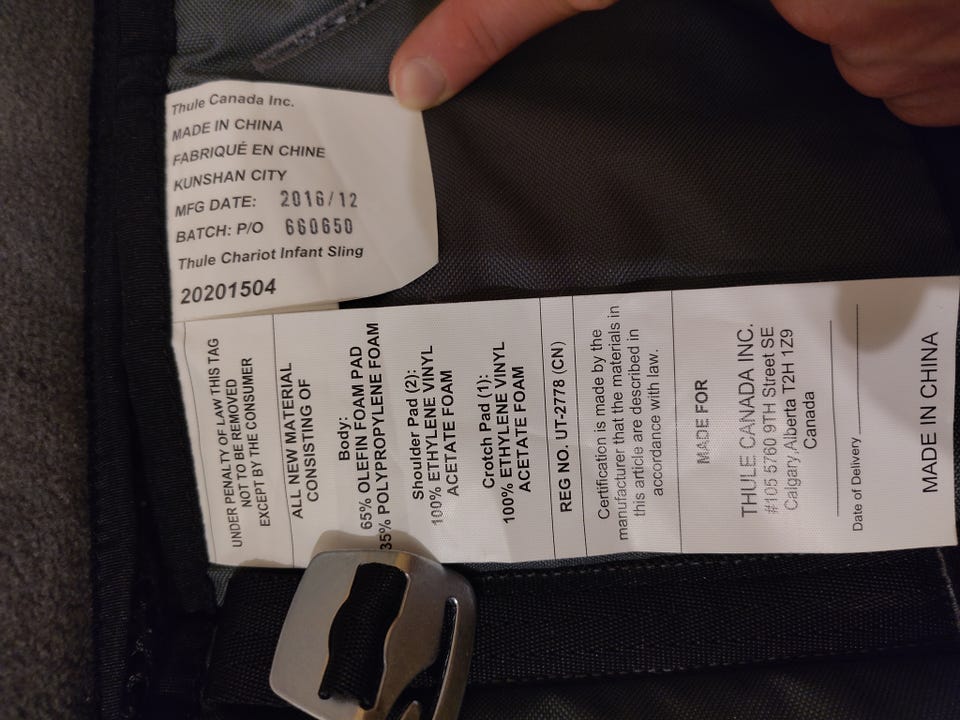 Thule Canada Inc.
MADE IN CHINA
FABRIQUÉ EN CHINE
KUNSHAN CITY
MFG DATE: 2016/12
BATCH: P/O 660650
Thule Chariot Infant Sling
20201504
UNDER PENALTY OF LAW THIS TAG
NOT TO BE REMOVED
EXCEPT BY THE CONSUMER
ALL NEW MATERIAL
CONSISTING OF
Body:
65% OLEFIN FOAM PAD
35% POLYPROPYLENE FOAM
Shoulder Pad (2):
100% ETHYLENE VINYL
ACETATE FOAM
Crotch Pad (1):
100% ETHYLENE VINYL
ACETATE FOAM
REG NO. UT-2778 (CN)
Certification is made by the
manufacturer that the materials in
this article are described in
accordance with law.
MADE FOR
THULE CANADA INC.
#105 5760 9TH Street SE
Calgary,Alberta T2H 1Z9
Canada
Date of Delivery
MADE IN CHINA